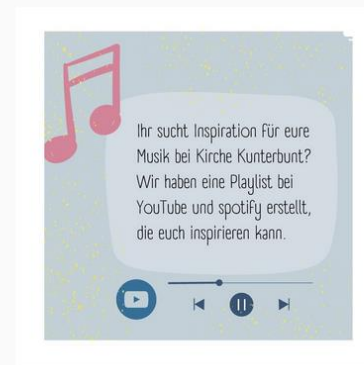 Ihr sucht Inspiration für eure
Musik bei Kirche Kunterbunt?
Wir haben eine Playlist bei
YouTube und spotify erstellt,
die euch inspirieren kann.